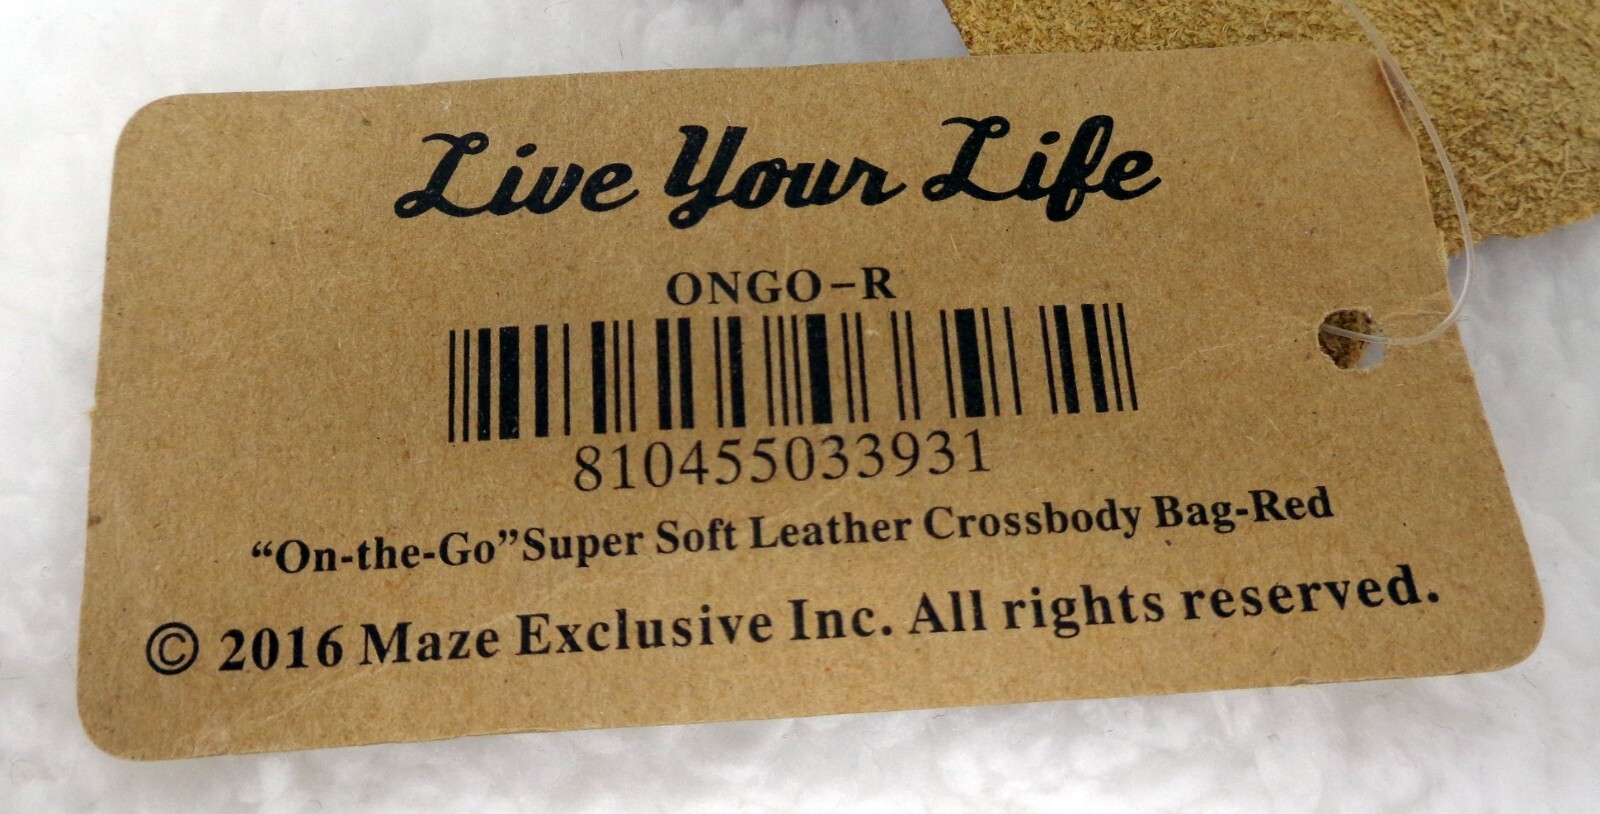 Live Your Life
ONGO-R
810455033931
“On-the-Go”Super Soft Leather Crossbody Bag-Red
© 2016 Maze Exclusive Inc. All rights reserved.